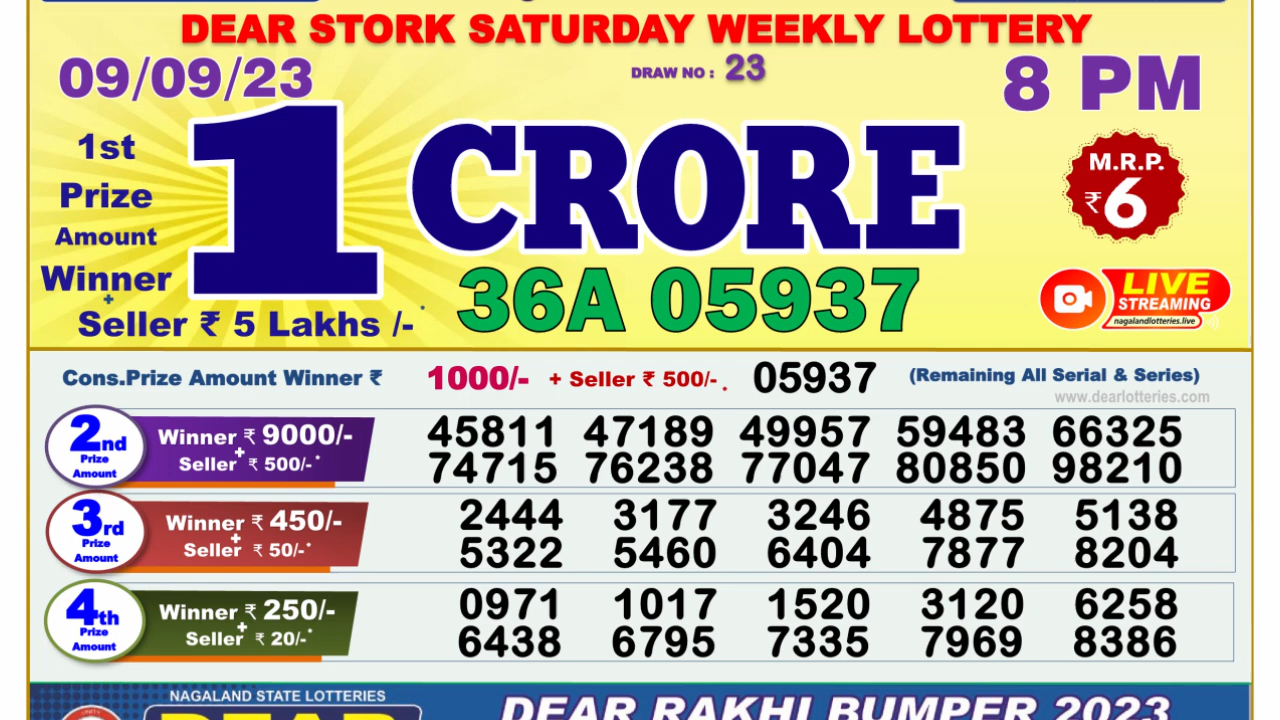 DEAR STORK SATURDAY WEEKLY LOTTERY
09/09/23
DRAW NO : 23
8 PM
1st
Prize
Amount
Winner
+
Seller ₹ 5 Lakhs /- *
1 CRORE
36A 05937
M.R.P.
₹ 6
LIVE
STREAMING
nagalandlotteries.live
Cons.Prize Amount Winner ₹ 1000/- + Seller ₹ 500/- . 05937 (Remaining All Serial & Series)
www.dearlotteries.com
2nd
Prize
Amount
Winner ₹ 9000/-
+
Seller ₹ 500/-*
45811 47189 49957 59483 66325
74715 76238 77047 80850 98210
3rd
Prize
Amount
Winner ₹ 450/-
+
Seller ₹ 50/-*
2444 3177 3246 4875 5138
5322 5460 6404 7877 8204
4th
Prize
Amount
Winner ₹ 250/-
+
Seller ₹ 20/-*
0971 1017 1520 3120 6258
6438 6795 7335 7969 8386
NAGALAND STATE LOTTERIES
DEAR
DEAR RAKHI BUMPER 2023